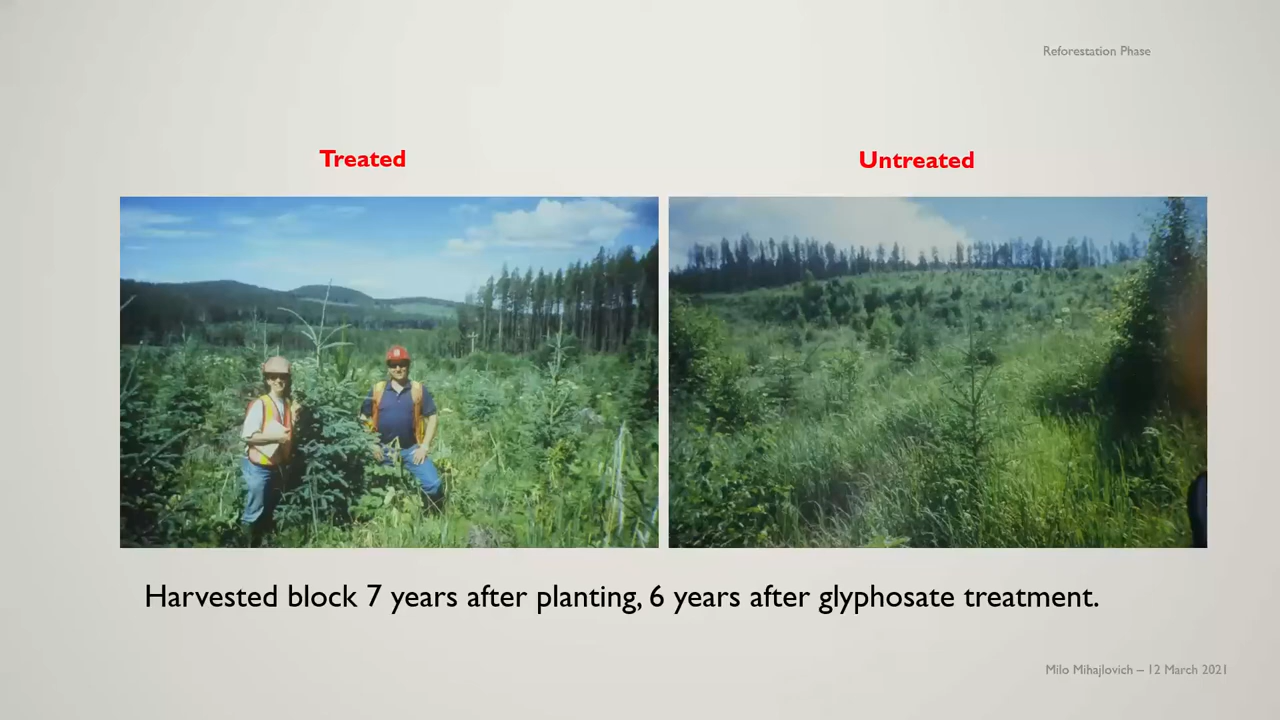 Reforestation Phase
Treated
Untreated
Harvested block 7 years after planting, 6 years after glyphosate treatment.
Milo Mihajlovich – 12 March 2021